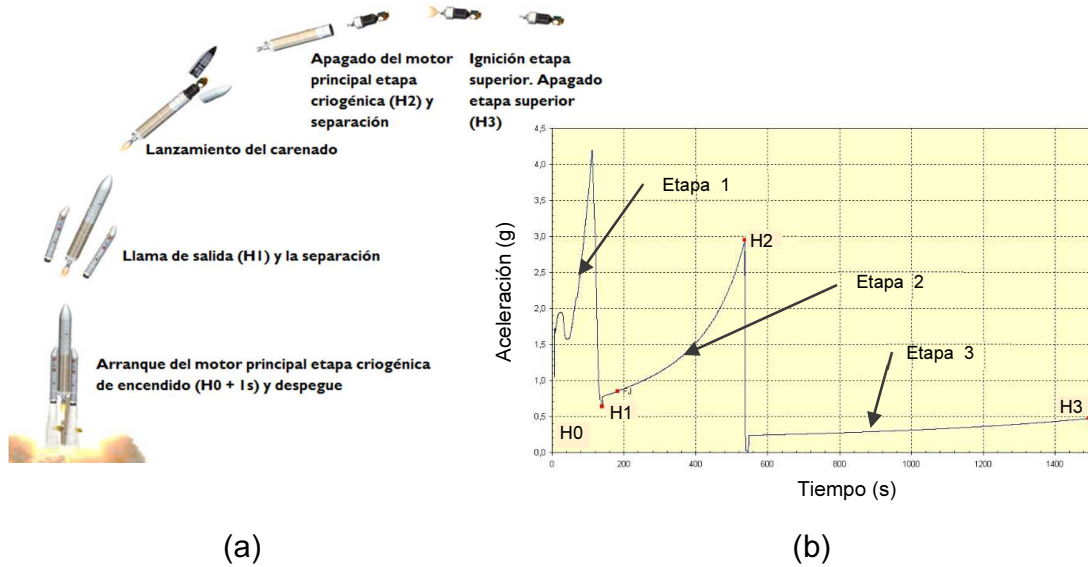 Apagado del motor
principal etapa
criogénica (H2) y
separación
Ignición etapa
superior. Apagado
etapa superior
(H3)
Lanzamiento del carenado
Llama de salida (H1) y la separación
Arranque del motor principal etapa criogénica
de encendido (H0 + 1s) y despegue
(a)
Aceleración (g)
4,5
4,0
3,5
3,0
2,5
2,0
1,5
1,0
0,5
0,0
Etapa 1
H2
Etapa 2
Etapa 3
H0
H1
H3
0
200
400
600
800
1000
1200
1400
Tiempo (s)
(b)